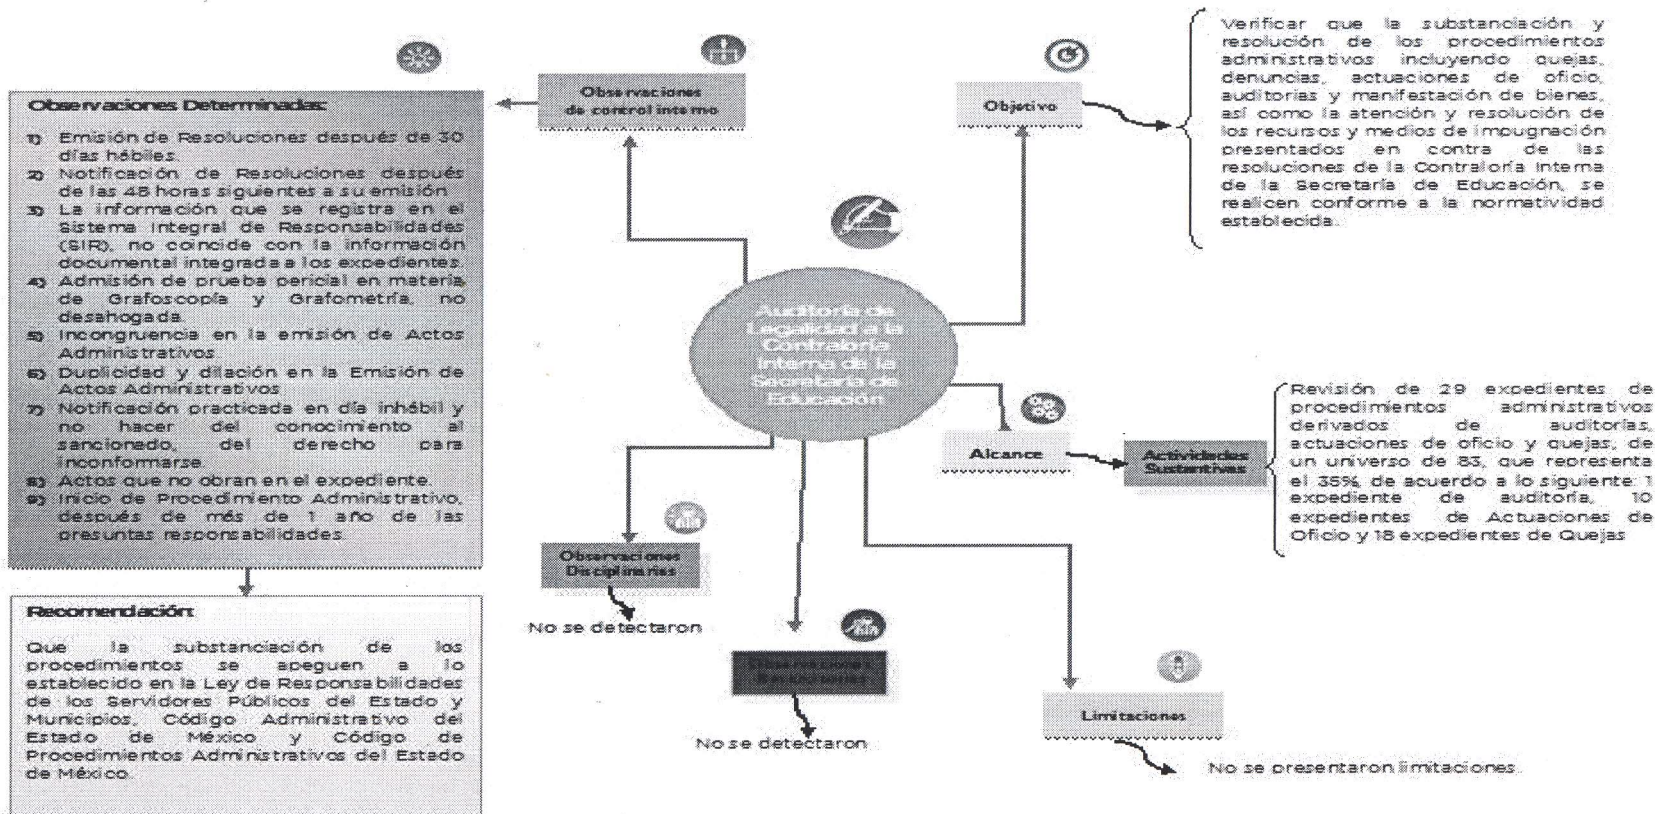 Observaciones Determinadas:
1) Emisión de Resoluciones después de 30
días hábiles.
2) Notificación de Resoluciones después
de las 48 horas siguientes a su emisión
3) La información que se registra en el
Sistema Integral de Responsabilidades
(SIR), no coincide con la información
documental integrada a los expedientes.
4) Admisión de prueba pericial en materia
de Grafoscopía y Grafometría, no
desahogada.
5) Incongruencia en la emisión de Actos
Administrativos
6) Duplicidad y dilación en la Emisión de
Actos Administrativos
7) Notificación practicada en día inhábil y
no hacer del conocimiento al
sancionado, del derecho para
inconformarse.
8) Actos que no obran en el expediente.
9) Inicio de Procedimiento Administrativo,
después de más de 1 año de las
presuntas responsabilidades.
Recomendación:
Que la substanciación de los
procedimientos se apeguen a lo
establecido en la Ley de Responsabilidades
de los Servidores Públicos del Estado y
Municipios, Código Administrativo del
Estado de México y Código de
Procedimientos Administrativos del Estado
de México.
Observaciones
de control interno
Auditoría de
Legalidad a la
Contraloría
Interna de la
Secretaría de
Educación
Objetivo
Verificar que la substanciación y
resolución de los procedimientos
administrativos incluyendo quejas,
denuncias, actuaciones de oficio,
auditorias y manifestación de bienes,
así como la atención y resolución de
los recursos y medios de impugnación
presentados en contra de las
resoluciones de la Contraloría Interna
de la Secretaría de Educación, se
realicen conforme a la normatividad
establecida.
Alcance
Actividades
Sustantivas
Revisión de 29 expedientes de
procedimientos administrativos
derivados de auditorías,
actuaciones de oficio y quejas, de
un universo de 83, que representa
el 35%, de acuerdo a lo siguiente: 1
expediente de auditoría, 10
expedientes de Actuaciones de
Oficio y 18 expedientes de Quejas
Observaciones
Disciplinarias
No se detectaron
Observaciones
Resarcitorias
No se detectaron
Limitaciones
No se presentaron limitaciones.